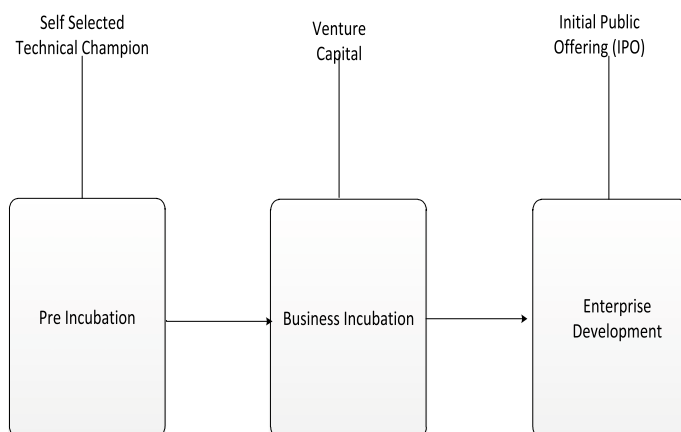 Self Selected
Technical Champion
Venture
Capital
Initial Public
Offering (IPO)
Pre Incubation
Business Incubation
Enterprise
Development